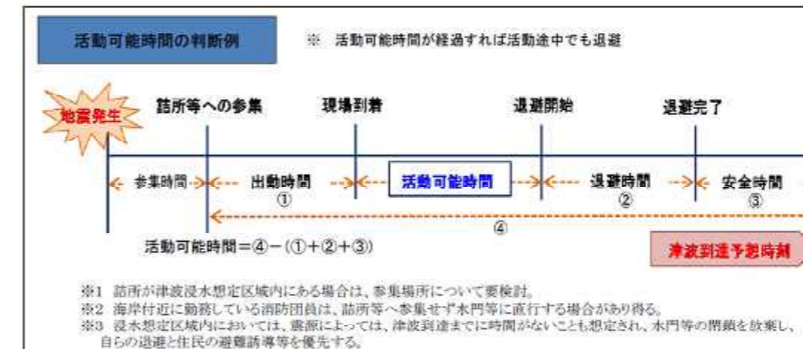 活動可能時間の判断例
※ 活動可能時間が経過すれば活動途中でも退避
地震発生
詰所等への参集
現場到着
退避開始
退避完了
参集時間
出動時間
①
活動可能時間
退避時間
②
安全時間
③
④
活動可能時間=④-(①+②+③)
津波到達予想時刻
※1 詰所が津波浸水想定区域内にある場合は、参集場所について要検討。
※2 海岸付近に勤務している消防団員は、詰所等へ参集せず水門等に直行する場合があり得る。
※3 浸水想定区域内においては、震源によっては、津波到達までに時間がないことも想定され、水門等の閉鎖を放棄し、
自らの退避と住民の避難誘導等を優先する。